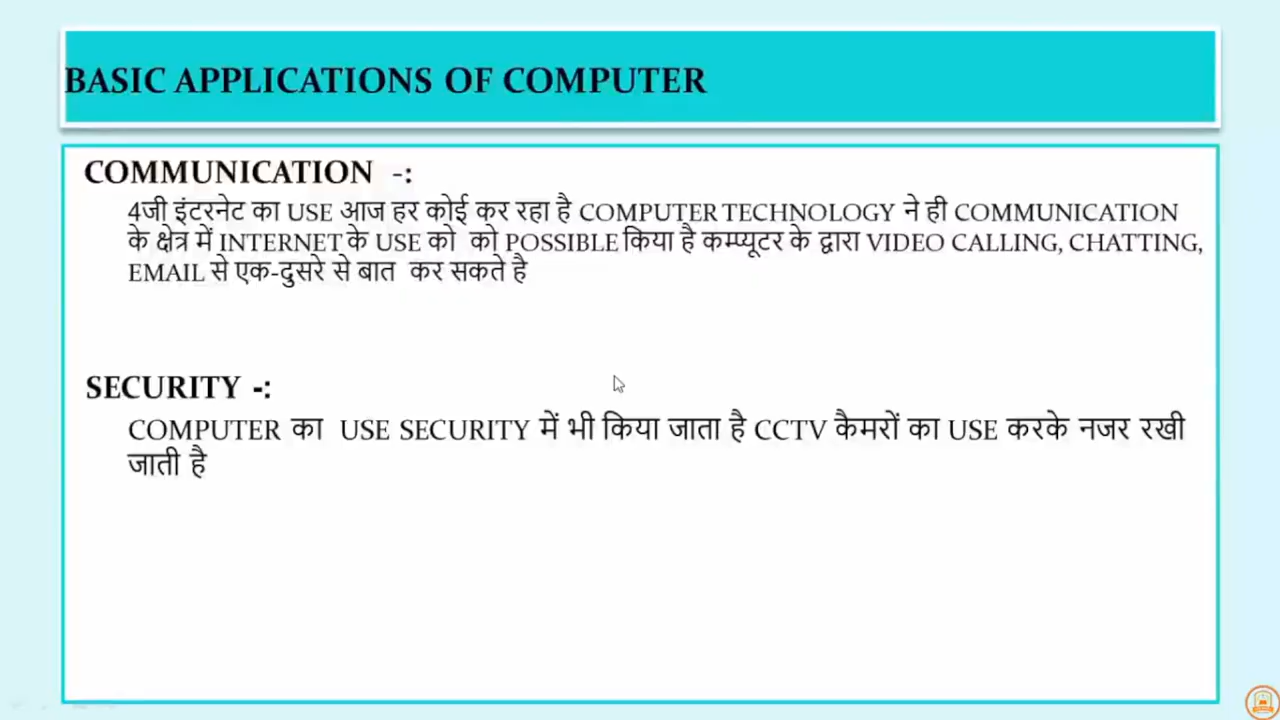 BASIC APPLICATIONS OF COMPUTER
COMMUNICATION -:
4जी इंटरनेट का USE आज हर कोई कर रहा है COMPUTER TECHNOLOGY ने ही COMMUNICATION
के क्षेत्र में INTERNET के USE को को POSSIBLE किया है कम्प्यूटर के द्वारा VIDEO CALLING, CHATTING,
EMAIL से एक-दुसरे से बात कर सकते है
SECURITY -:
COMPUTER का USE SECURITY में भी किया जाता है CCTV कैमरों का USE करके नजर रखी
जाती है